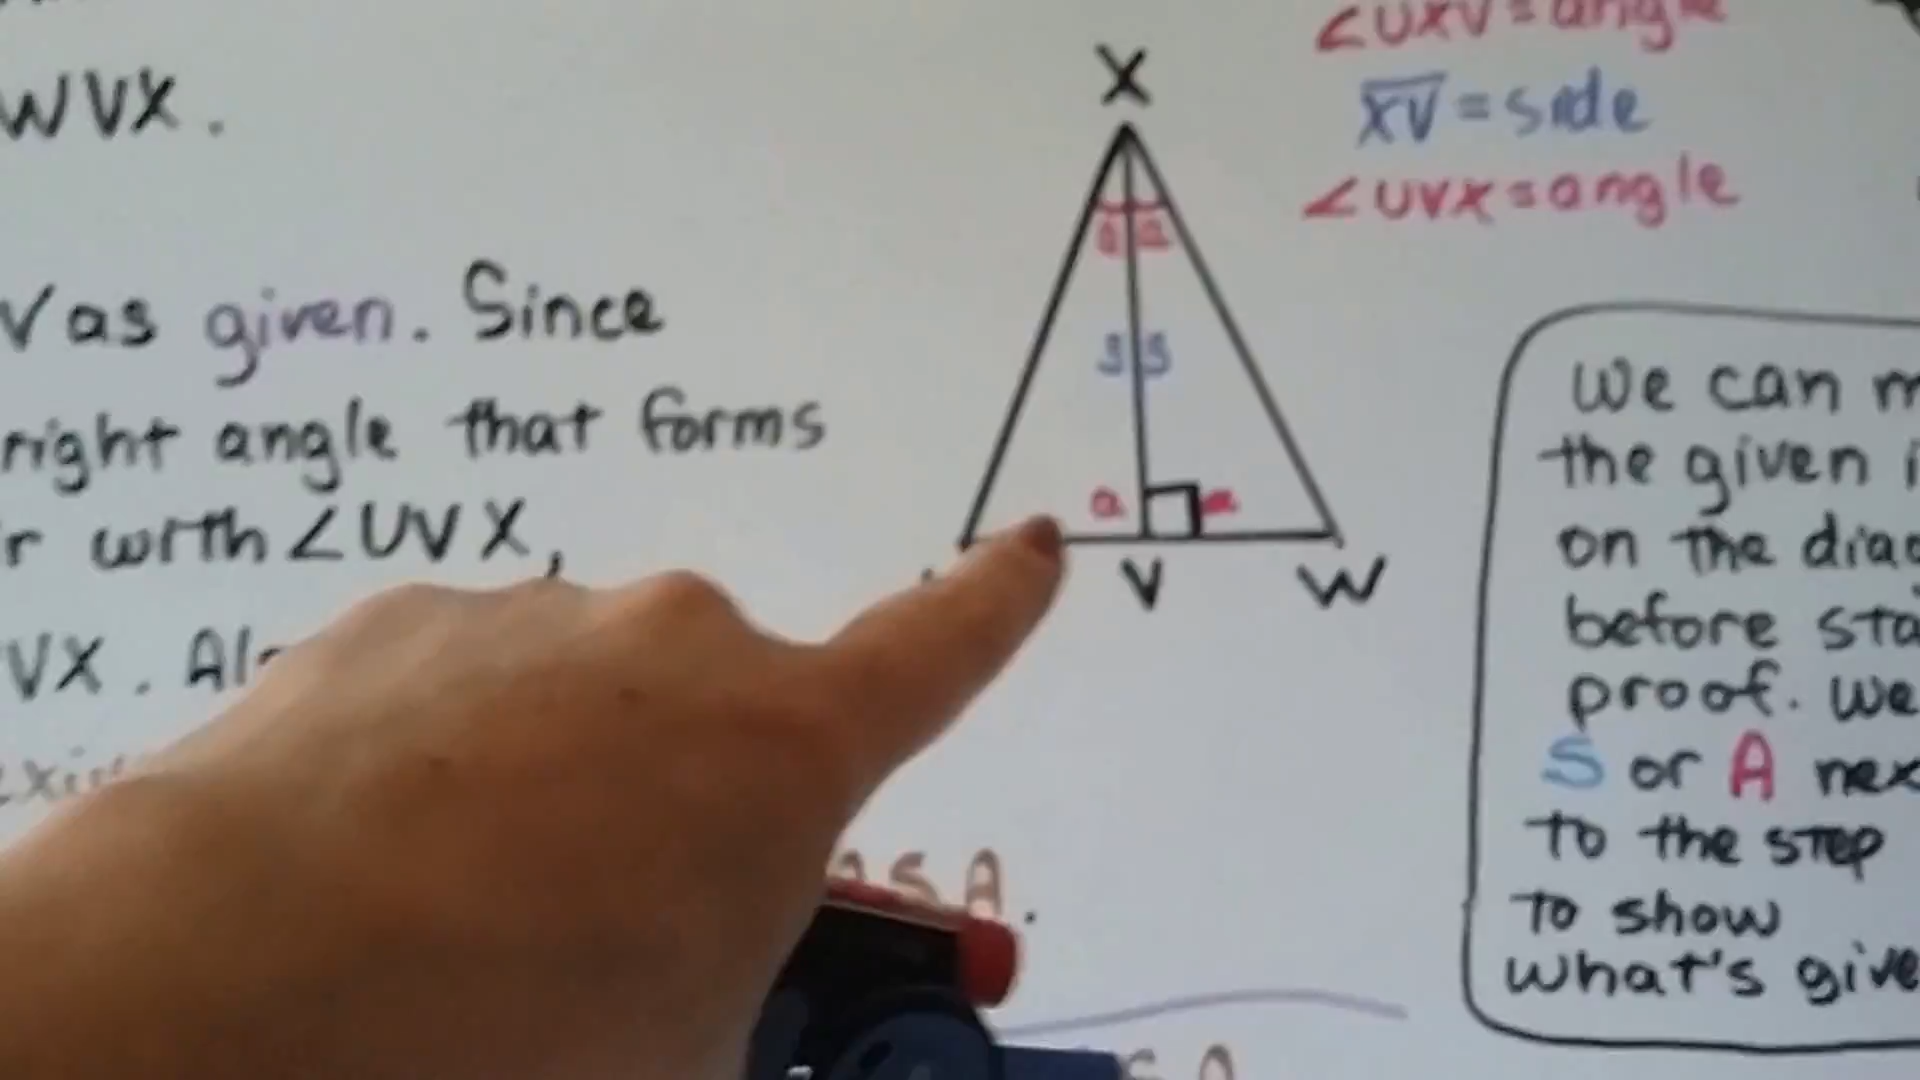 WVX.
V as given. Since
right angle that forms
r with ∠UVX,
VX. Al
ASA.
X
a a
S S
a a
V W
∠UXV = angle
XV = side
∠UVX = angle
We can m
the given i
on the diag
before sta
proof. We
S or A nex
to the step
to show
what's give